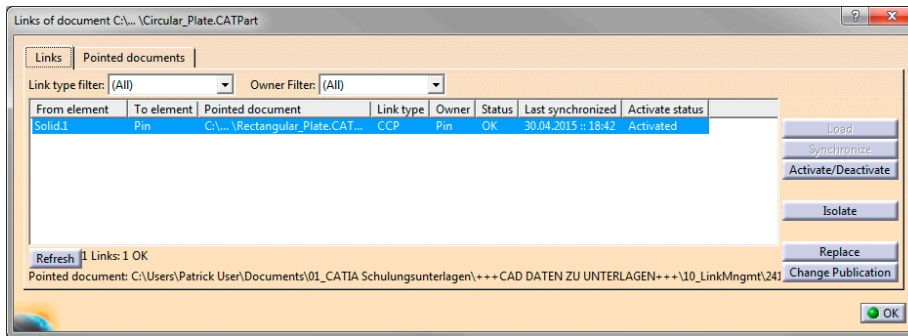 Links of document C:\... \Circular_Plate.CATPart
Links Pointed documents
Link type filter: (All) Owner Filter: (All)
From element To element Pointed document Link type Owner Status Last synchronized Activate status
Solid.1 Pin C:\... \Rectangular_Plate.CAT... CCP Pin OK 30.04.2015 :: 18:42 Activated
Load
Synchronize
Activate/Deactivate
Isolate
Replace
Change Publication
Refresh 1 Links: 1 OK
Pointed document: C:\Users\Patrick User\Documents\01_CATIA Schulungsunterlagen\+++CAD DATEN ZU UNTERLAGEN+++\10_LinkMngmt\241
OK